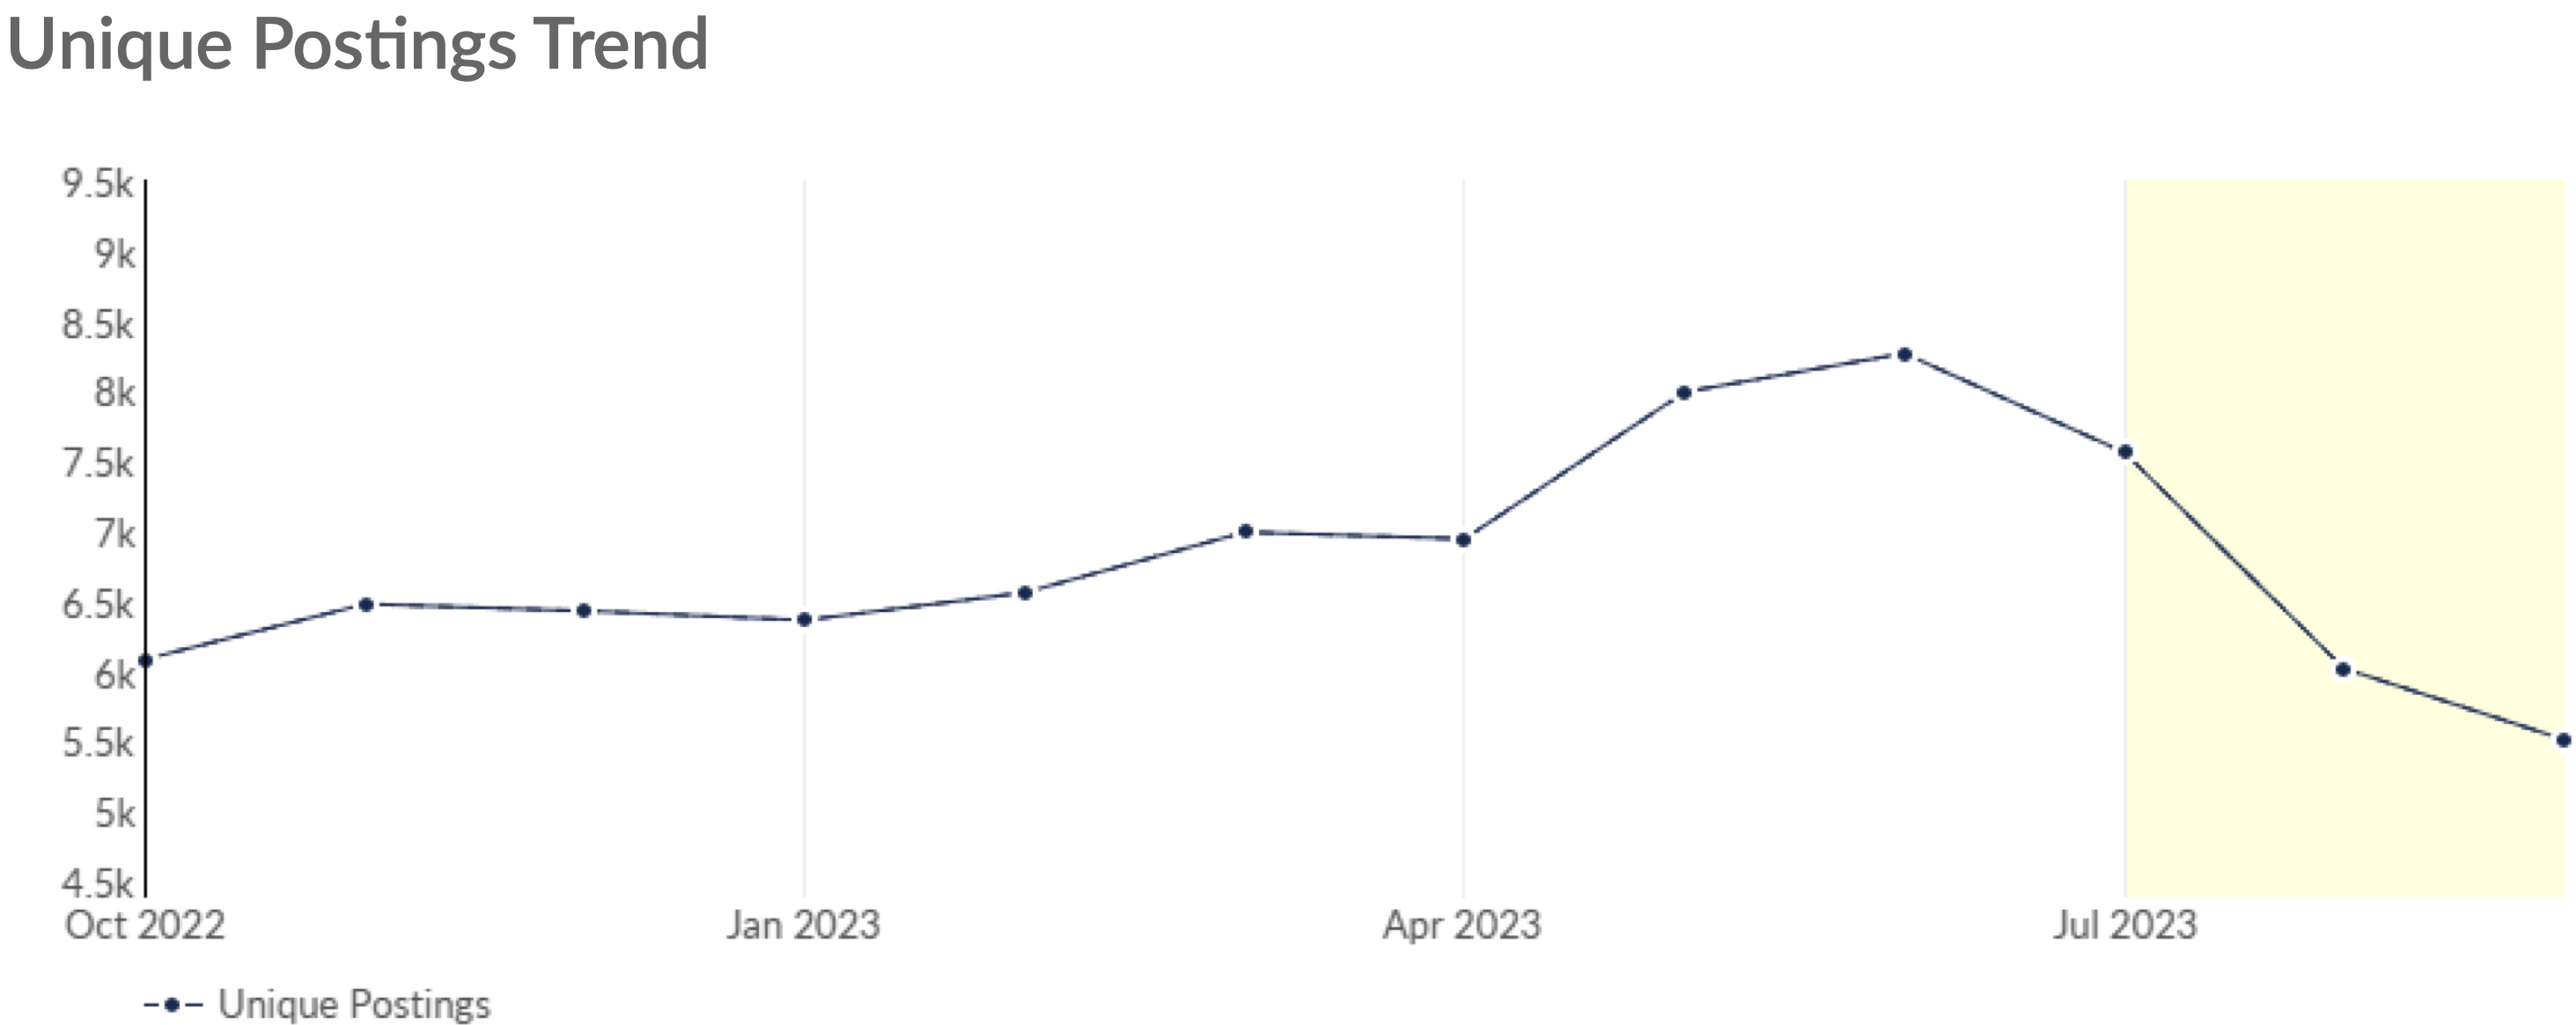 Unique Postings Trend
9.5k
9k
8.5k
8k
7.5k
7k
6.5k
6k
5.5k
5k
4.5k
Oct 2022 Jan 2023 Apr 2023 Jul 2023
Unique Postings